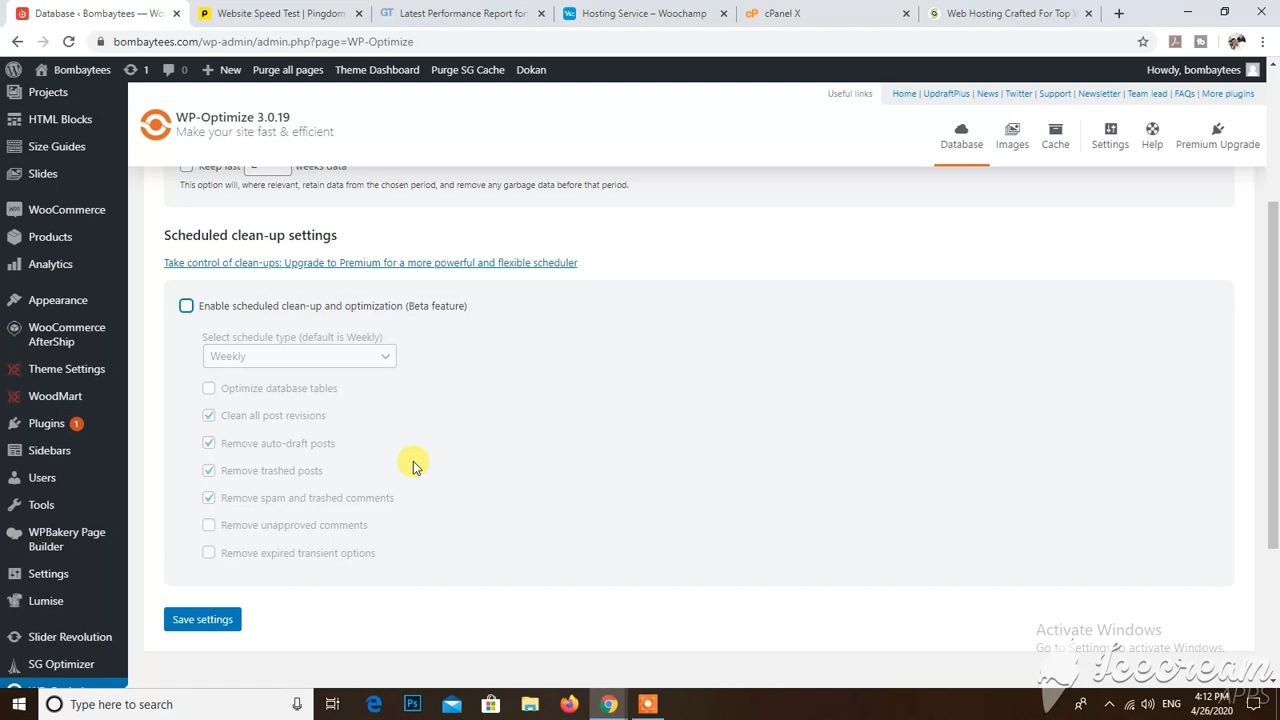 Database ‹ Bombaytees — Wo
Website Speed Test | Pingdom
GT
Latest Performance Report for:
Hosting Service – Woochamp
cPanel X
Web Hosting Crafted For Top W
bombaytees.com/wp-admin/admin.php?page=WP-Optimize
Bombaytees
1
0
New
Purge all pages
Theme Dashboard
Purge SG Cache
Dokan
Howdy, bombaytees
Projects
HTML Blocks
Size Guides
Slides
WooCommerce
Products
Analytics
Appearance
WooCommerce
AfterShip
Theme Settings
WoodMart
Plugins 1
Sidebars
Users
Tools
WPBakery Page
Builder
Settings
Lumise
Slider Revolution
SG Optimizer
WP-Optimize 3.0.19
Make your site fast & efficient
Useful links
Home | UpdraftPlus | News | Twitter | Support | Newsletter | Team lead | FAQs | More plugins
Database
Images
Cache
Settings
Help
Premium Upgrade
Keep last weeks data
This option will, where relevant, retain data from the chosen period, and remove any garbage data before that period.
Scheduled clean-up settings
Take control of clean-ups: Upgrade to Premium for a more powerful and flexible scheduler
Enable scheduled clean-up and optimization (Beta feature)
Select schedule type (default is Weekly)
Weekly
Optimize database tables
Clean all post revisions
Remove auto-draft posts
Remove trashed posts
Remove spam and trashed comments
Remove unapproved comments
Remove expired transient options
Save settings
Activate Windows
Go to Settings to activate Windows.
Icecream
APPS
Type here to search
Ps
ENG
4:12 PM
4/26/2020